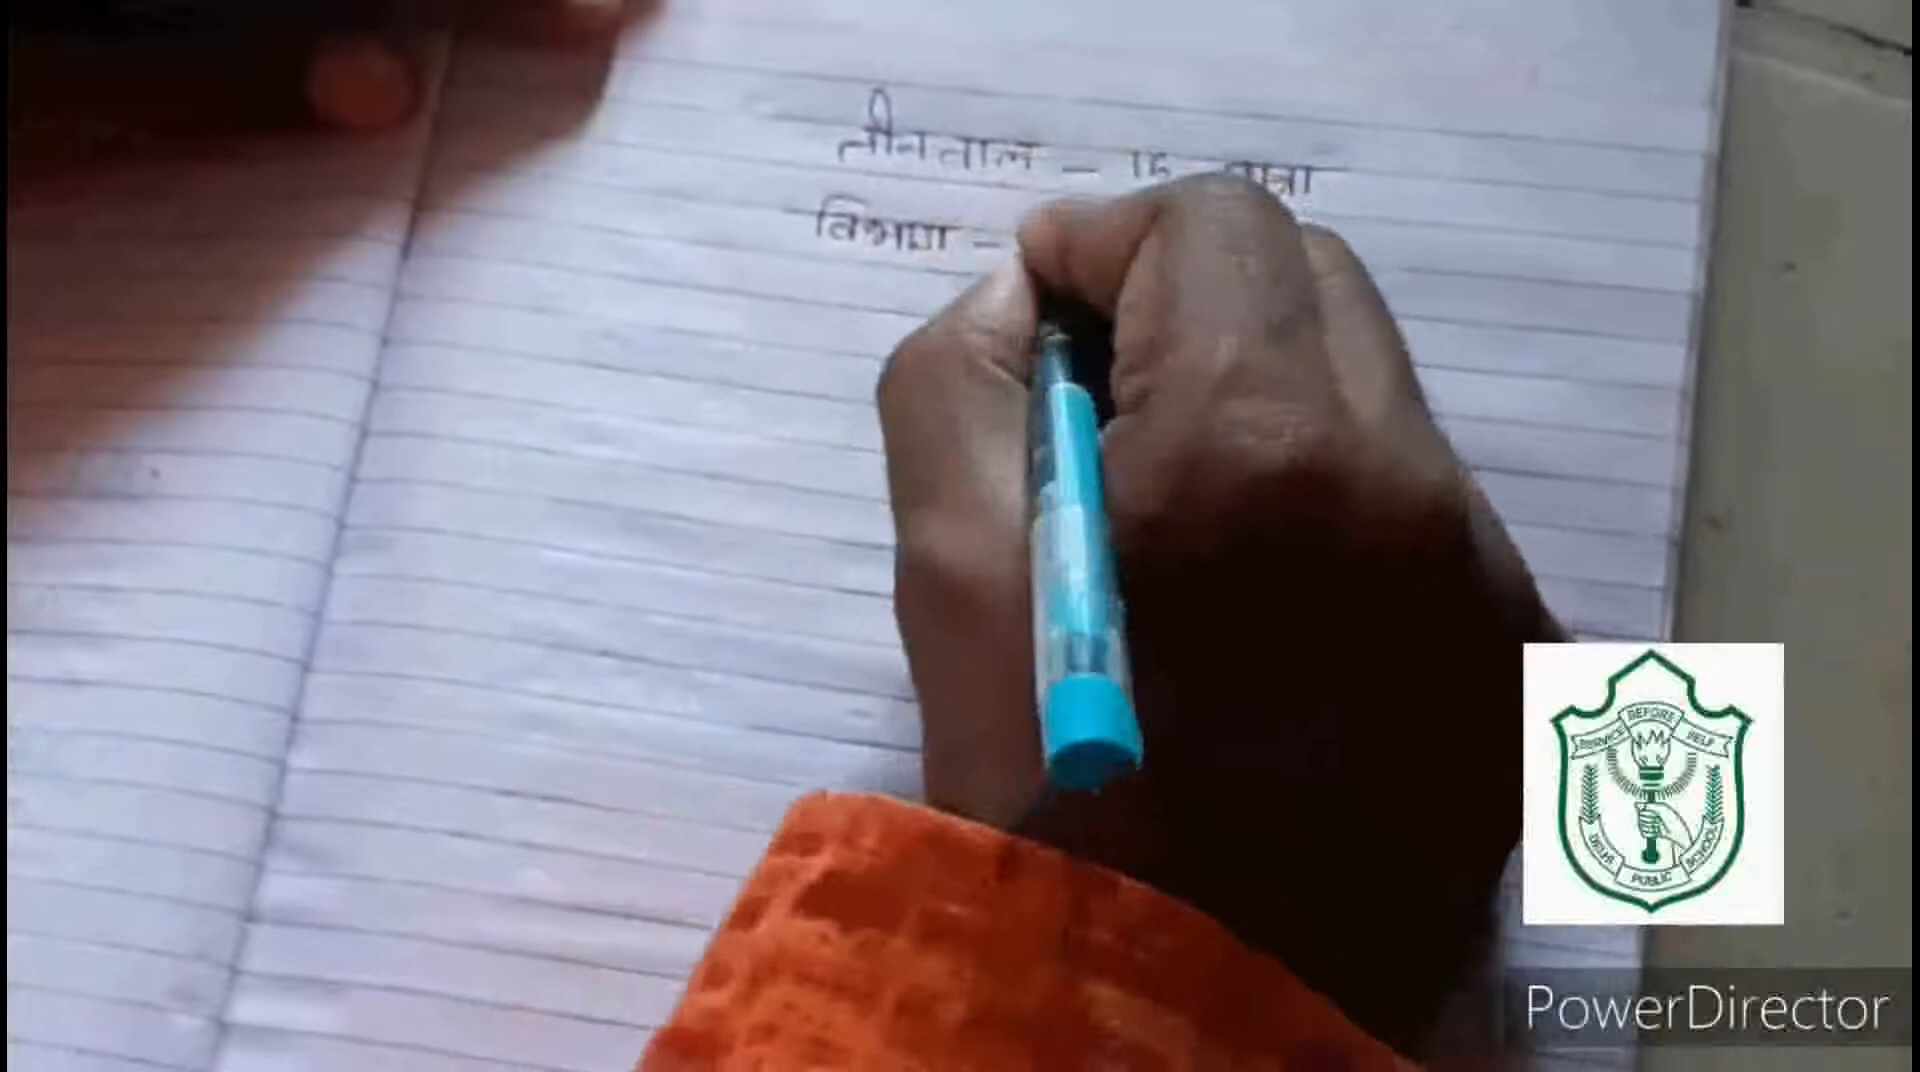 तीनताल - 16 मात्रा
विभाग -
SERVICE BEFORE SELF
DELHI PUBLIC SCHOOL
PowerDirector